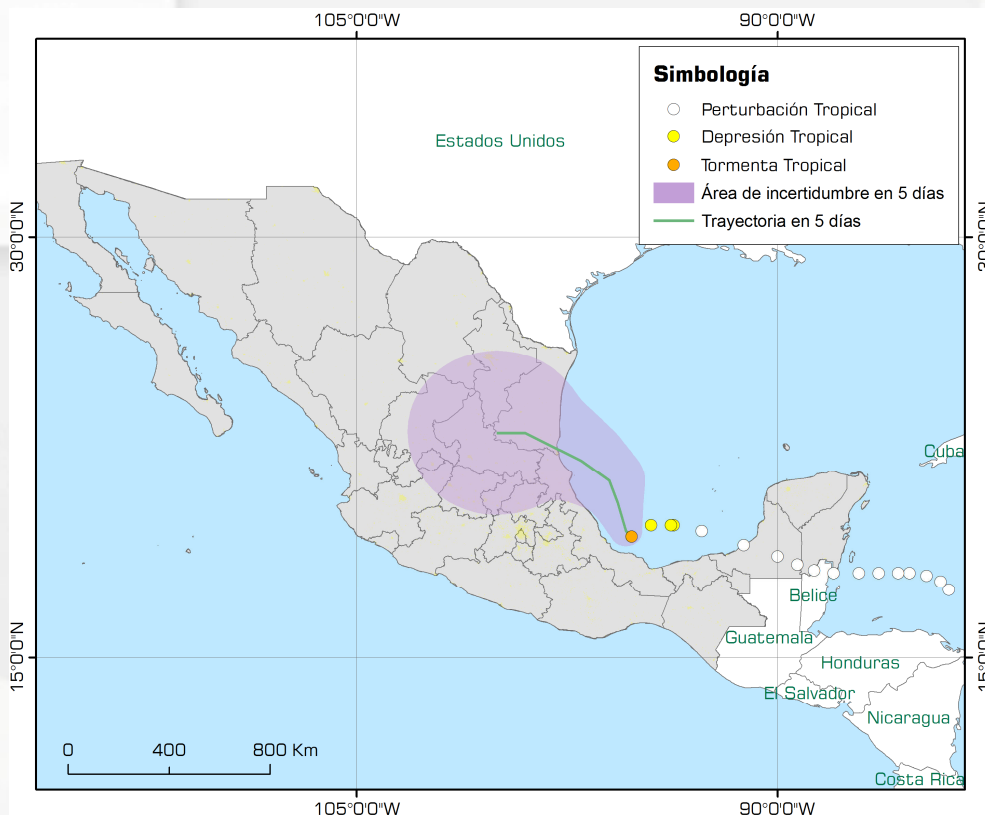 105°0'0"W
90°0'0"W
Simbología
Perturbación Tropical
Depresión Tropical
Tormenta Tropical
Área de incertidumbre en 5 días
Trayectoria en 5 días
Estados Unidos
30°0'0"N
30°0'0"N
Cuba
Belice
Guatemala
Honduras
El Salvador
Nicaragua
Costa Rica
15°0'0"N
15°0'0"N
0 400 800 Km
105°0'0"W
90°0'0"W